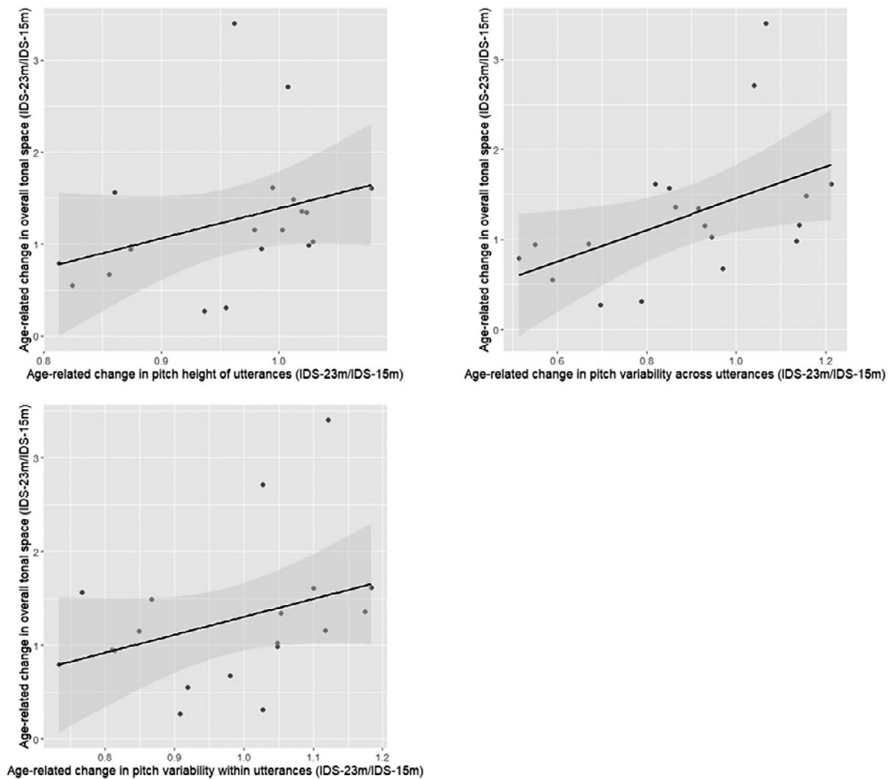 Age-related change in overall tonal space (IDS-23m/IDS-15m)
3
2
1
0
0.8 0.9 1.0
Age-related change in pitch height of utterances (IDS-23m/IDS-15m)
Age-related change in overall tonal space (IDS-23m/IDS-15m)
3
2
1
0
0.6 0.8 1.0 1.2
Age-related change in pitch variability across utterances (IDS-23m/IDS-15m)
Age-related change in overall tonal space (IDS-23m/IDS-15m)
3
2
1
0
0.8 0.9 1.0 1.1 1.2
Age-related change in pitch variability within utterances (IDS-23m/IDS-15m)